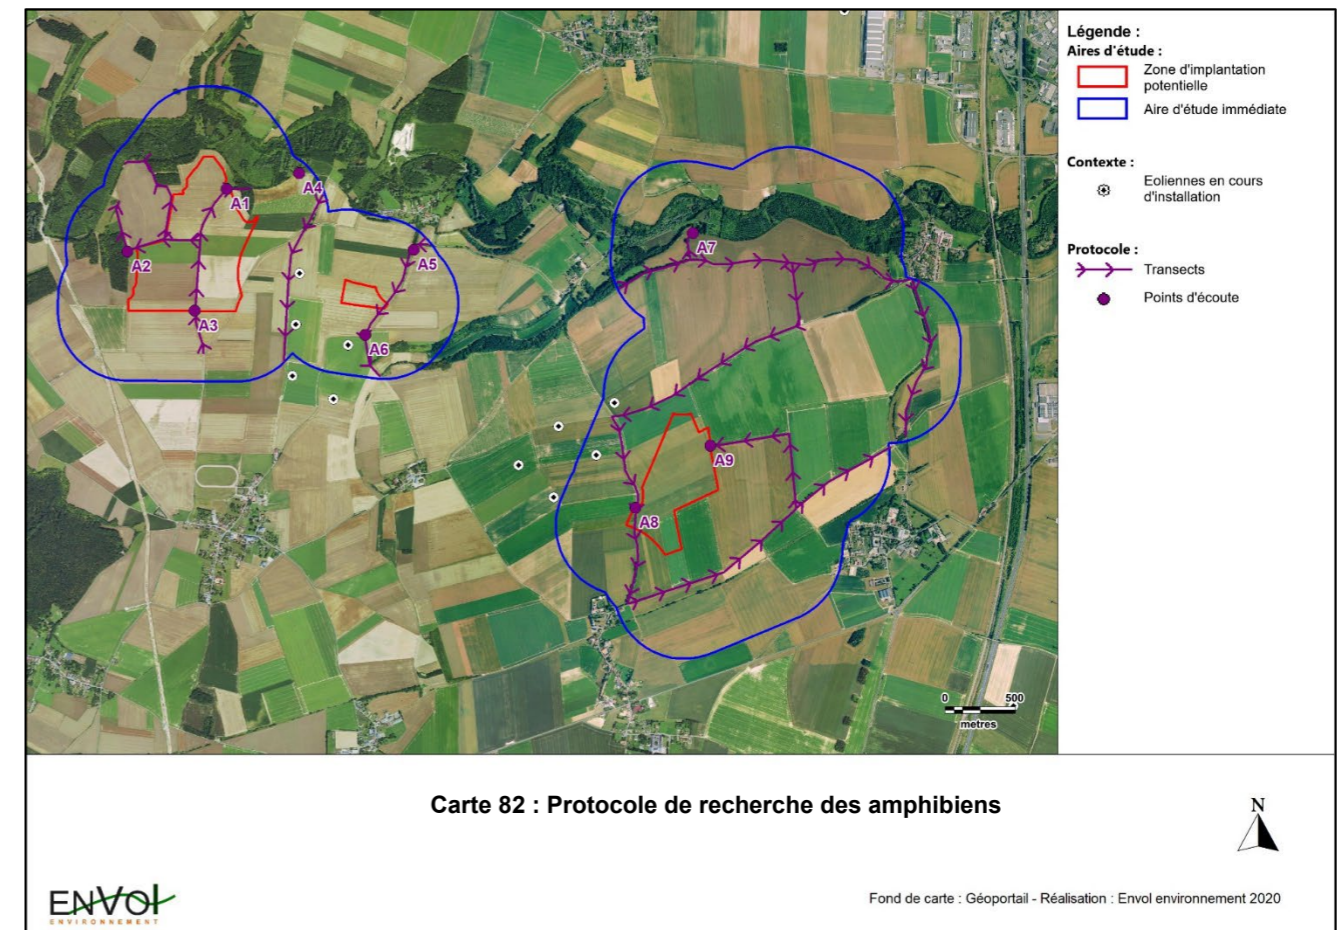 Légende :
Aires d'étude :
Zone d'implantation
potentielle
Aire d'étude immédiate
Contexte :
Eoliennes en cours
d'installation
Protocole :
Transects
Points d'écoute
A1
A4
A2
A5
A3
A6
A7
A9
A8
0 500
metres
Carte 82 : Protocole de recherche des amphibiens
N
ENVOl
ENVIRONNEMENT
Fond de carte : Géoportail - Réalisation : Envol environnement 2020